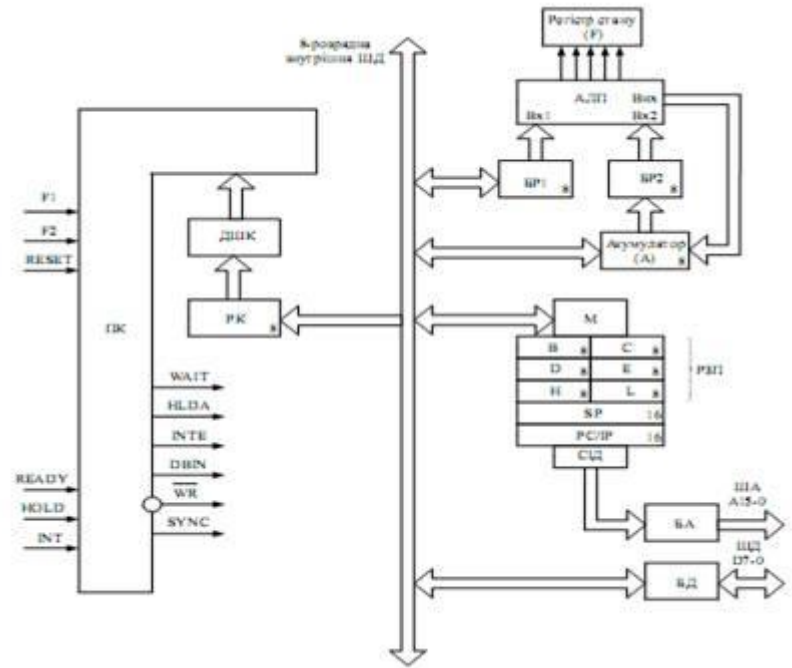 Регістр стану
(F)
8-розрядна
внутрішня ШД
АЛП
Вих
Вх1
Вх2
БР1
8
БР2
8
F1
F2
RESET
ДШК
Акумулятор
(А)
8
ПК
РК
8
М
B 8
C 8
D 8
E 8
H 8
L 8
РЗП
SP 16
PC/IP 16
СІД
WAIT
HLDA
INTE
DBIN
WR
SYNC
READY
HOLD
INT
БА
ША
А15-0
БД
ШД
D7-0